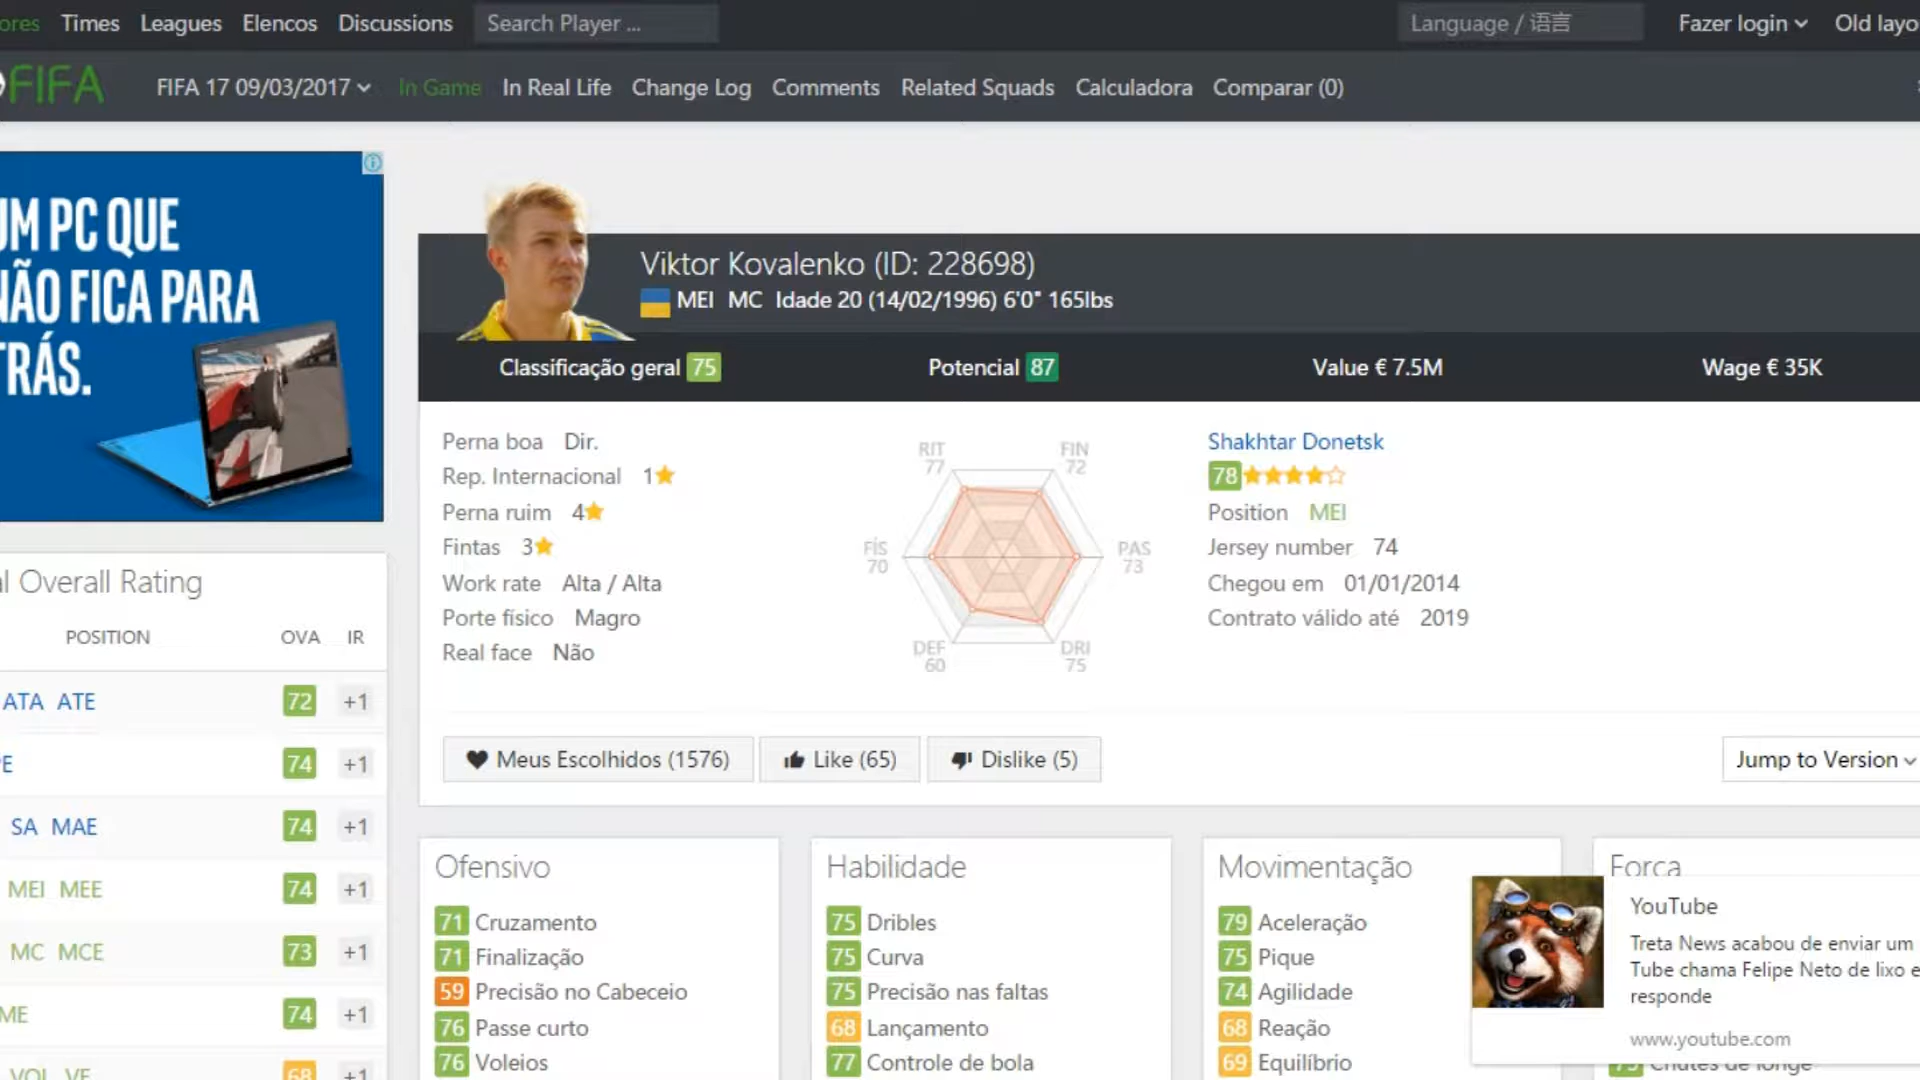 ores Times Leagues Elencos Discussions Search Player ... Language / 语言 Fazer login Old layo
FIFA FIFA 17 09/03/2017 In Game In Real Life Change Log Comments Related Squads Calculadora Comparar (0)
UM PC QUE
NÃO FICA PARA
TRÁS.
Viktor Kovalenko (ID: 228698)
MEI MC Idade 20 (14/02/1996) 6'0" 165lbs
Classificação geral 75 Potencial 87 Value € 7.5M Wage € 35K
Perna boa Dir.
Rep. Internacional 1
Perna ruim 4
Fintas 3
Work rate Alta / Alta
Porte físico Magro
Real face Não
RIT
77
FIN
72
FÍS
70
PAS
73
DEF
60
DRI
75
Shakhtar Donetsk
78
Position MEI
Jersey number 74
Chegou em 01/01/2014
Contrato válido até 2019
Meus Escolhidos (1576) Like (65) Dislike (5) Jump to Version
l Overall Rating
POSITION OVA IR
ATA ATE 72 +1
E 74 +1
SA MAE 74 +1
MEI MEE 74 +1
MC MCE 73 +1
ME 74 +1
VOL VE 68 +1
Ofensivo
71 Cruzamento
71 Finalização
59 Precisão no Cabeceio
76 Passe curto
76 Voleios
Habilidade
75 Dribles
75 Curva
75 Precisão nas faltas
68 Lançamento
77 Controle de bola
Movimentação
79 Aceleração
75 Pique
74 Agilidade
68 Reação
69 Equilíbrio
Força
YouTube
Treta News acabou de enviar um
Tube chama Felipe Neto de lixo e
responde
www.youtube.com
Chutes de longe